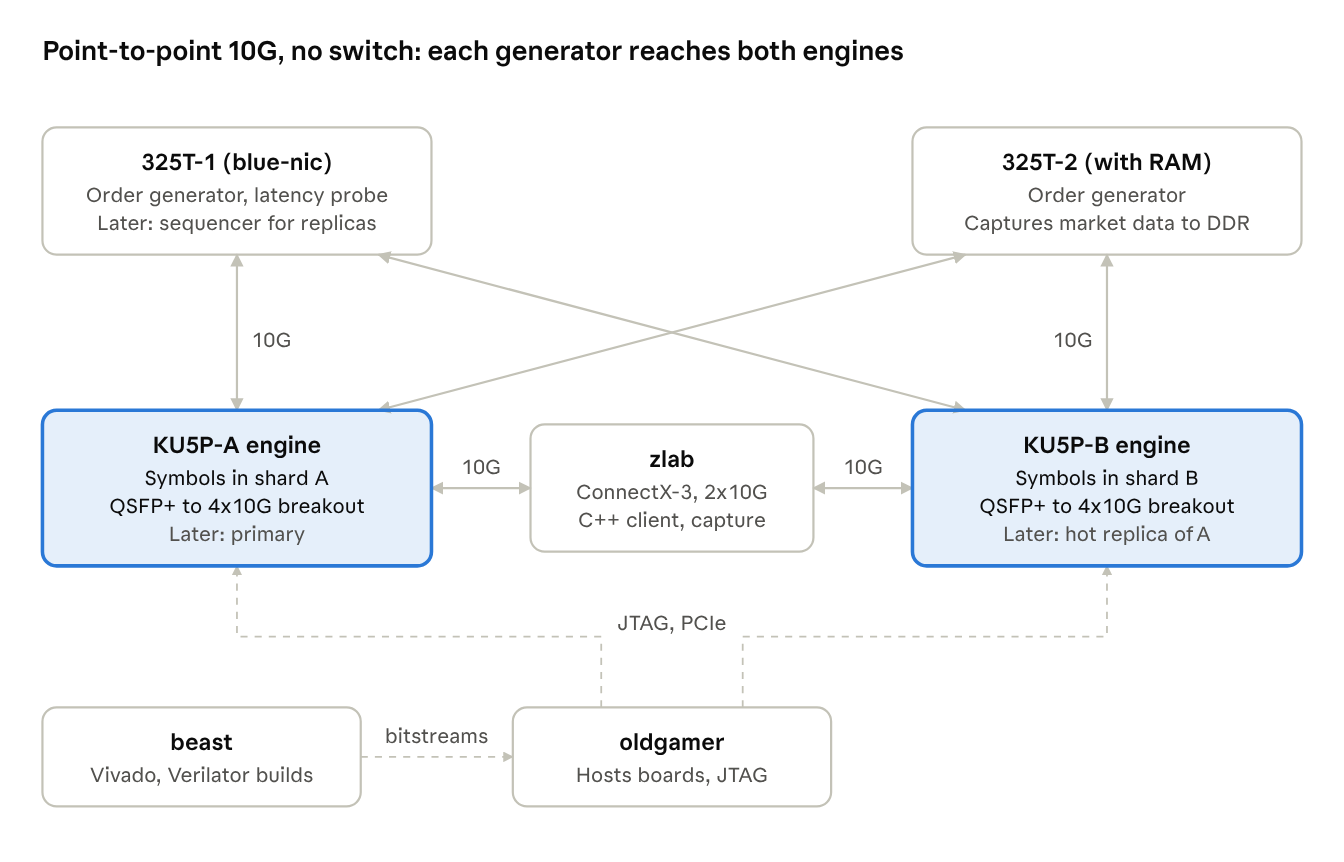 Point-to-point 10G, no switch: each generator reaches both engines
325T-1 (blue-nic)
Order generator, latency probe
Later: sequencer for replicas
325T-2 (with RAM)
Order generator
Captures market data to DDR
10G
10G
KU5P-A engine
Symbols in shard A
QSFP+ to 4x10G breakout
Later: primary
10G
zlab
ConnectX-3, 2x10G
C++ client, capture
10G
KU5P-B engine
Symbols in shard B
QSFP+ to 4x10G breakout
Later: hot replica of A
JTAG, PCIe
beast
Vivado, Verilator builds
bitstreams
oldgamer
Hosts boards, JTAG